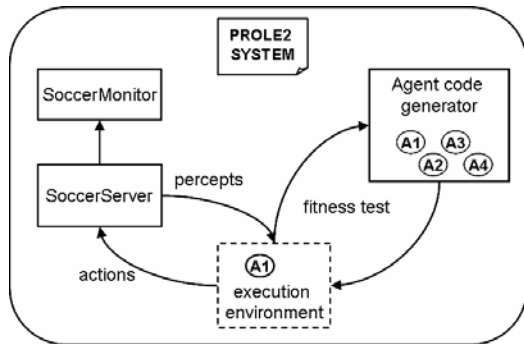 PROLE2
SYSTEM
SoccerMonitor
Agent code
generator
A1
A3
A2
A4
SoccerServer
percepts
fitness test
actions
A1
execution
environment